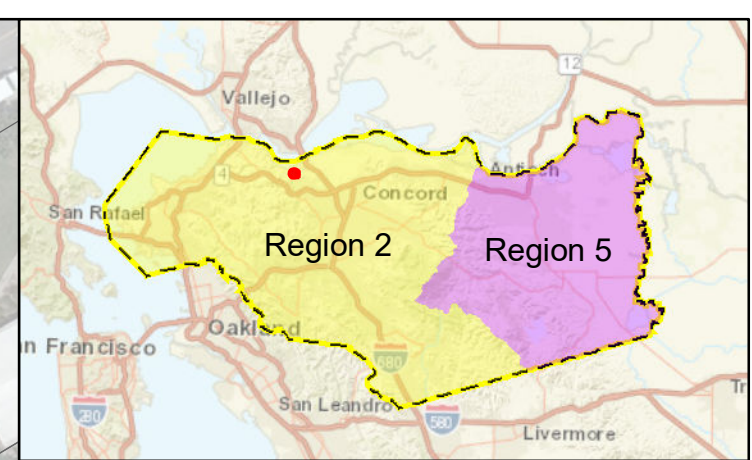 12
Vallejo
Antioch
4
Concord
San Rafael
Region 2
Region 5
Oakland
n Francisco
680
San Leandro
Tr
280
580
Livermore